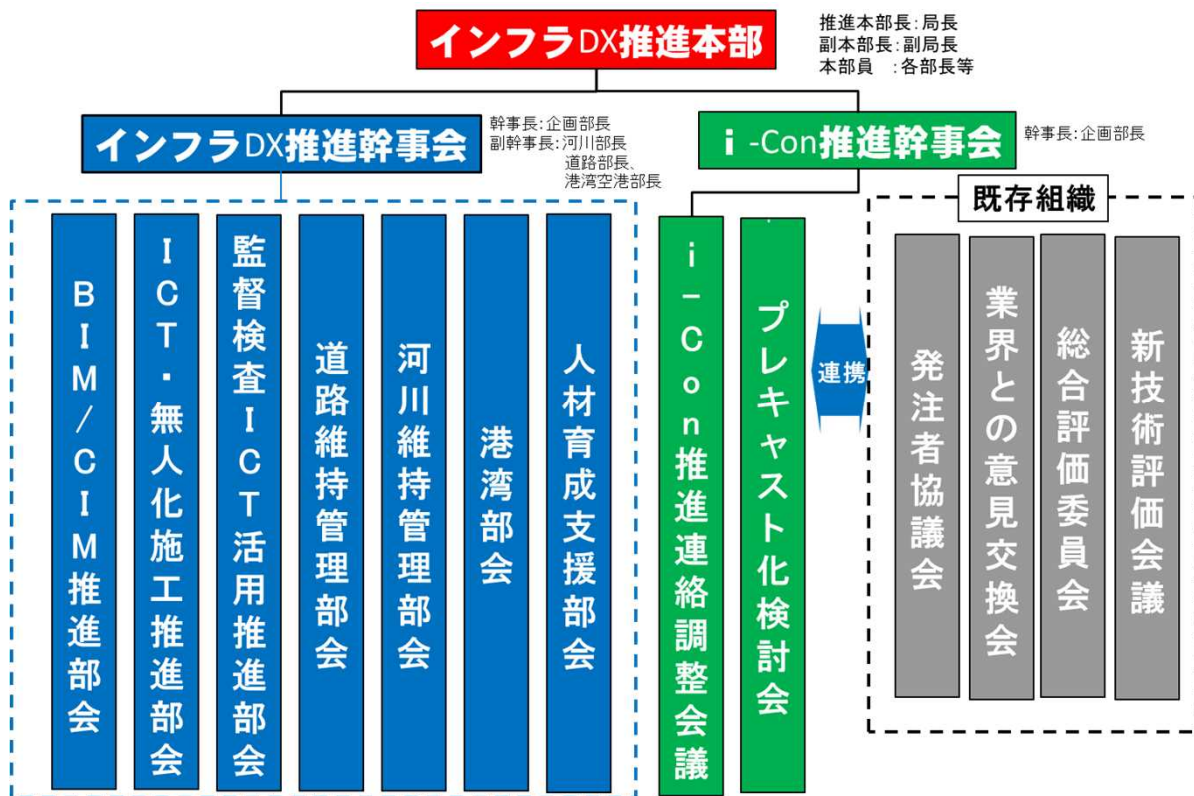 インフラDX推進本部
推進本部長：局長
副本部長：副局長
本部員　：各部長等
インフラDX推進幹事会
幹事長：企画部長
副幹事長：河川部長
道路部長、
港湾空港部長
i-Con推進幹事会
幹事長：企画部長
BIM/CIM推進部会
ICT・無人化施工推進部会
監督検査ICT活用推進部会
道路維持管理部会
河川維持管理部会
港湾部会
人材育成支援部会
i-Con推進連絡調整会議
プレキャスト化検討会
連携
既存組織
発注者協議会
業界との意見交換会
総合評価委員会
新技術評価会議